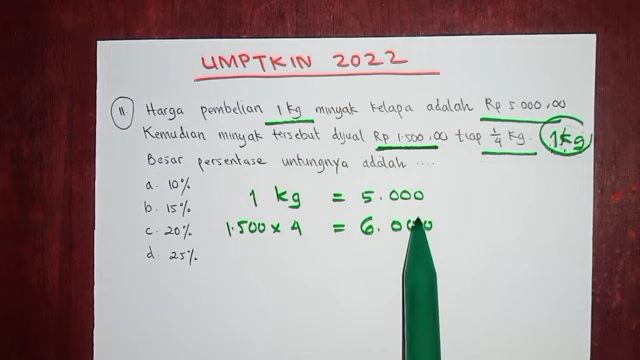 UMPTKIN 2022
11. Harga pembelian 1 kg minyak kelapa adalah Rp 5000,00
Kemudian minyak tersebut dijual Rp 1.500,00 tiap 1/4 kg. 1 kg
Besar persentase untungnya adalah ....
a. 10%
b. 15%
c. 20%
d. 25%
1 kg = 5.000
1.500 x 4 = 6.000